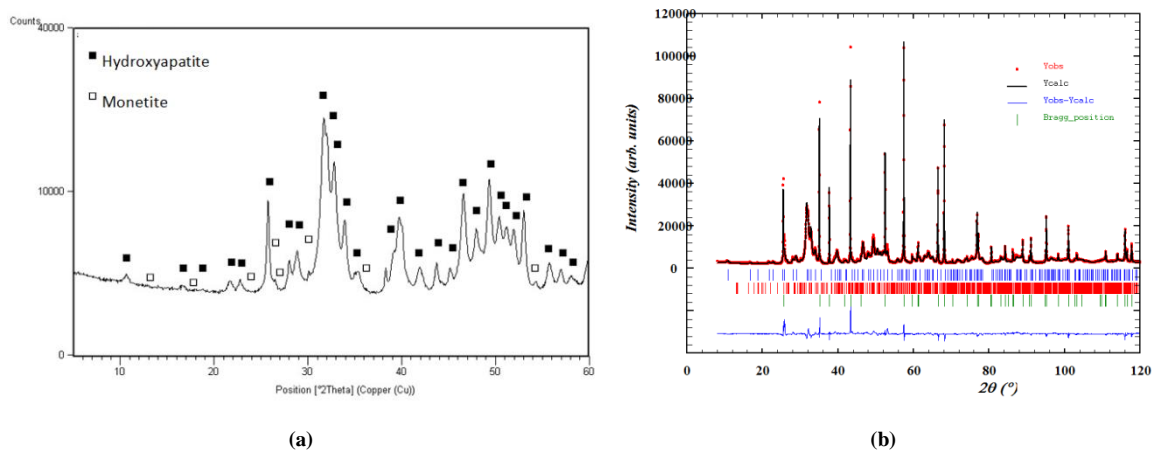 Counts
40000
Hydroxyapatite
Monetite
10000
0
10
20
30
40
50
60
Position [°2Theta] (Copper (Cu))
(a)
(b)
120000
100000
80000
60000
40000
20000
0
Intensity (arb. units)
Yobs
Ycalc
Yobs-Ycalc
Bragg_position
0
20
40
60
80
100
120
2θ (°)